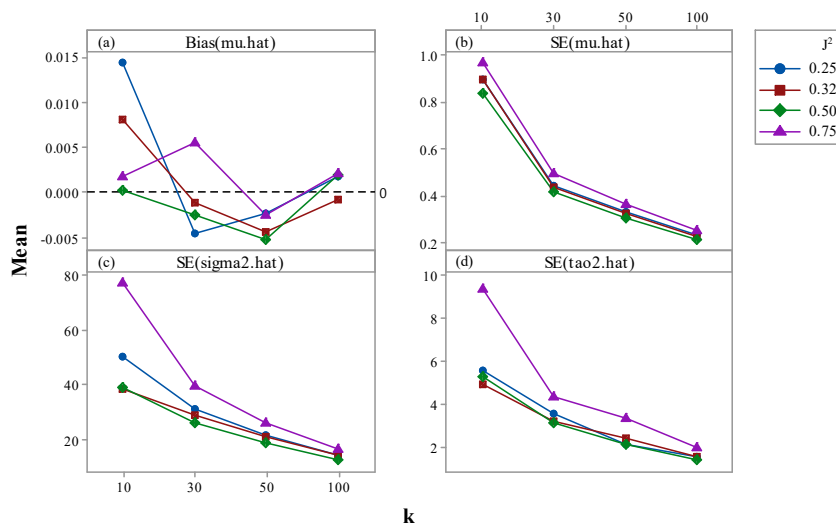 10 30 50 100
(a) Bias(mu.hat)
0.015
0.010
0.005
0.000
-0.005
0
(b) SE(mu.hat)
1.0
0.8
0.6
0.4
0.2
J²
0.25
0.32
0.50
0.75
Mean
(c) SE(sigma2.hat)
80
60
40
20
10 30 50 100
(d) SE(tao2.hat)
10
8
6
4
2
k